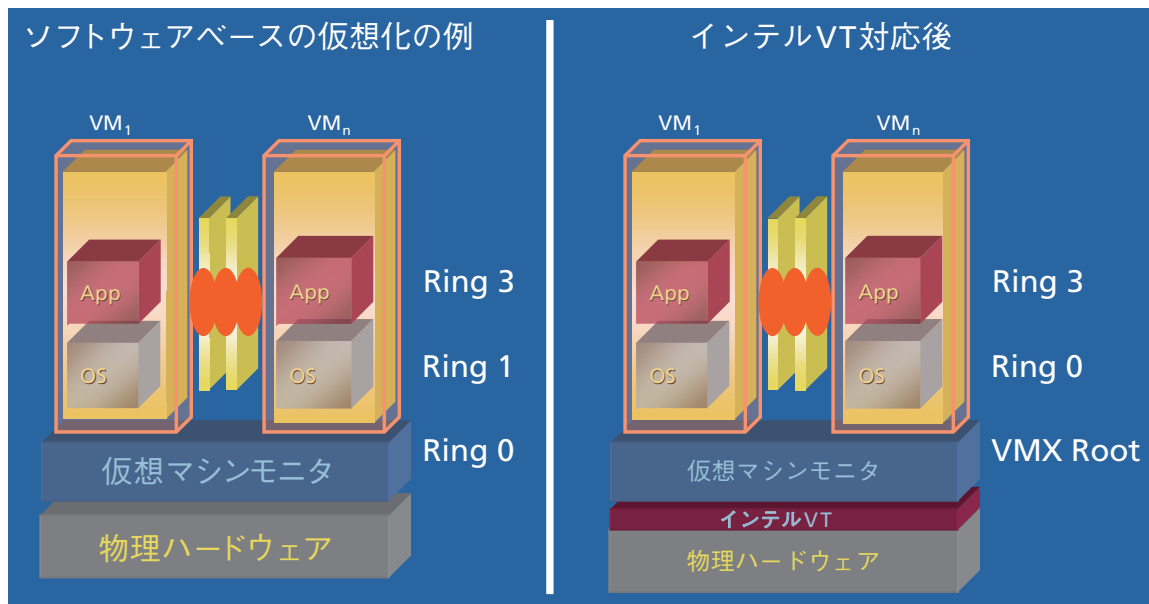 ソフトウェアベースの仮想化の例
VM1
VMn
App
App
Ring 3
OS
OS
Ring 1
仮想マシンモニタ
Ring 0
物理ハードウェア
インテルVT対応後
VM1
VMn
App
App
Ring 3
OS
OS
Ring 0
仮想マシンモニタ
VMX Root
インテルVT
物理ハードウェア